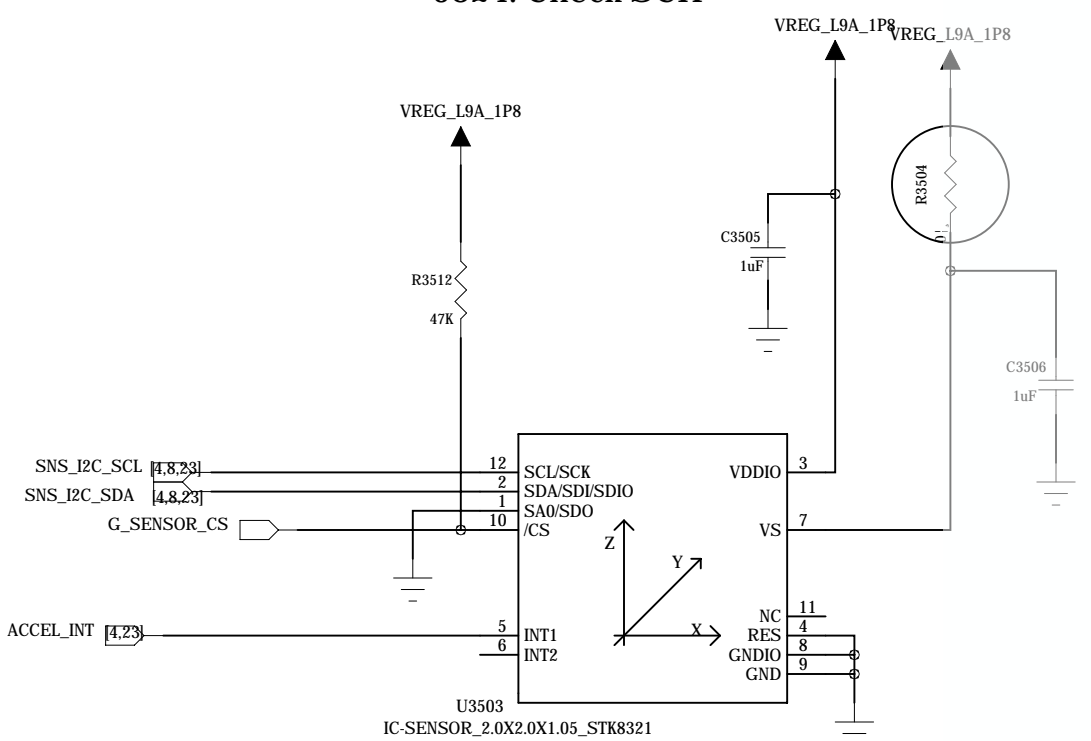 VREG_L9A_1P8
VREG_L9A_1P8
VREG_L9A_1P8
R3504
C3505
1uF
R3512
47K
C3506
1uF
SNS_I2C_SCL [4,8,23]
SNS_I2C_SDA [4,8,23]
G_SENSOR_CS
12 SCL/SCK
2 SDA/SDI/SDIO
1 SA0/SDO
10 /CS
VDDIO 3
VS 7
Z
Y
X
NC 11
RES 4
GNDIO 8
GND 9
ACCEL_INT [4,23]
5 INT1
6 INT2
U3503
IC-SENSOR_2.0X2.0X1.05_STK8321